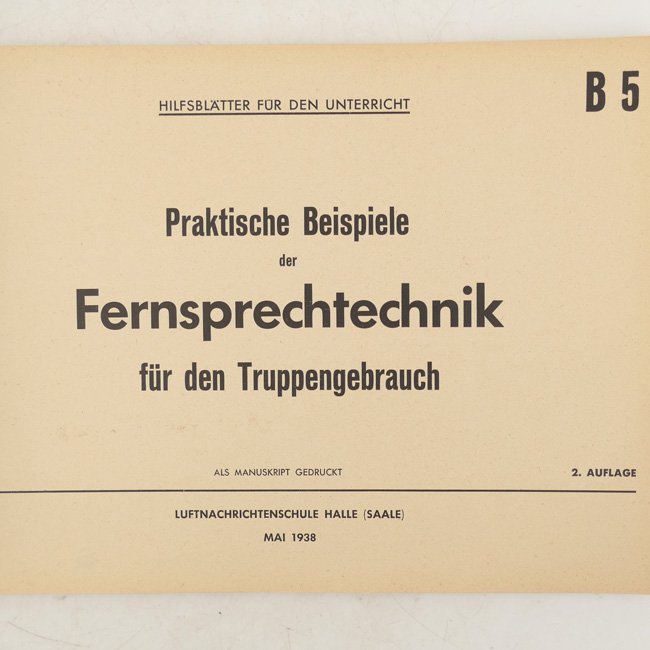 HILFSBLÄTTER FÜR DEN UNTERRICHT
B 5
Praktische Beispiele
der
Fernsprechtechnik
für den Truppengebrauch
ALS MANUSKRIPT GEDRUCKT
2. AUFLAGE
LUFTNACHRICHTENSCHULE HALLE (SAALE)
MAI 1938